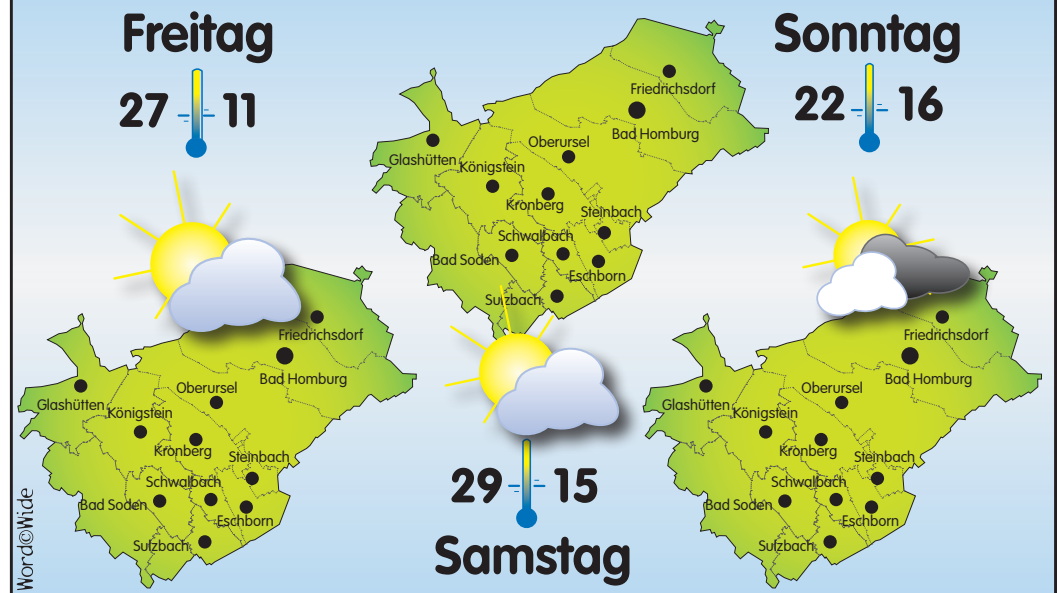 Freitag
27 11
Friedrichsdorf
Bad Homburg
Glashütten
Oberursel
Königstein
Kronberg
Steinbach
Schwalbach
Bad Soden
Eschborn
Sulzbach
Friedrichsdorf
Bad Homburg
Oberursel
Glashütten
Königstein
Kronberg
Steinbach
Schwalbach
Bad Soden
Eschborn
Sulzbach
29 15
Samstag
Sonntag
22 16
Friedrichsdorf
Bad Homburg
Oberursel
Glashütten
Königstein
Kronberg
Steinbach
Schwalbach
Bad Soden
Eschborn
Sulzbach
Word©Wide